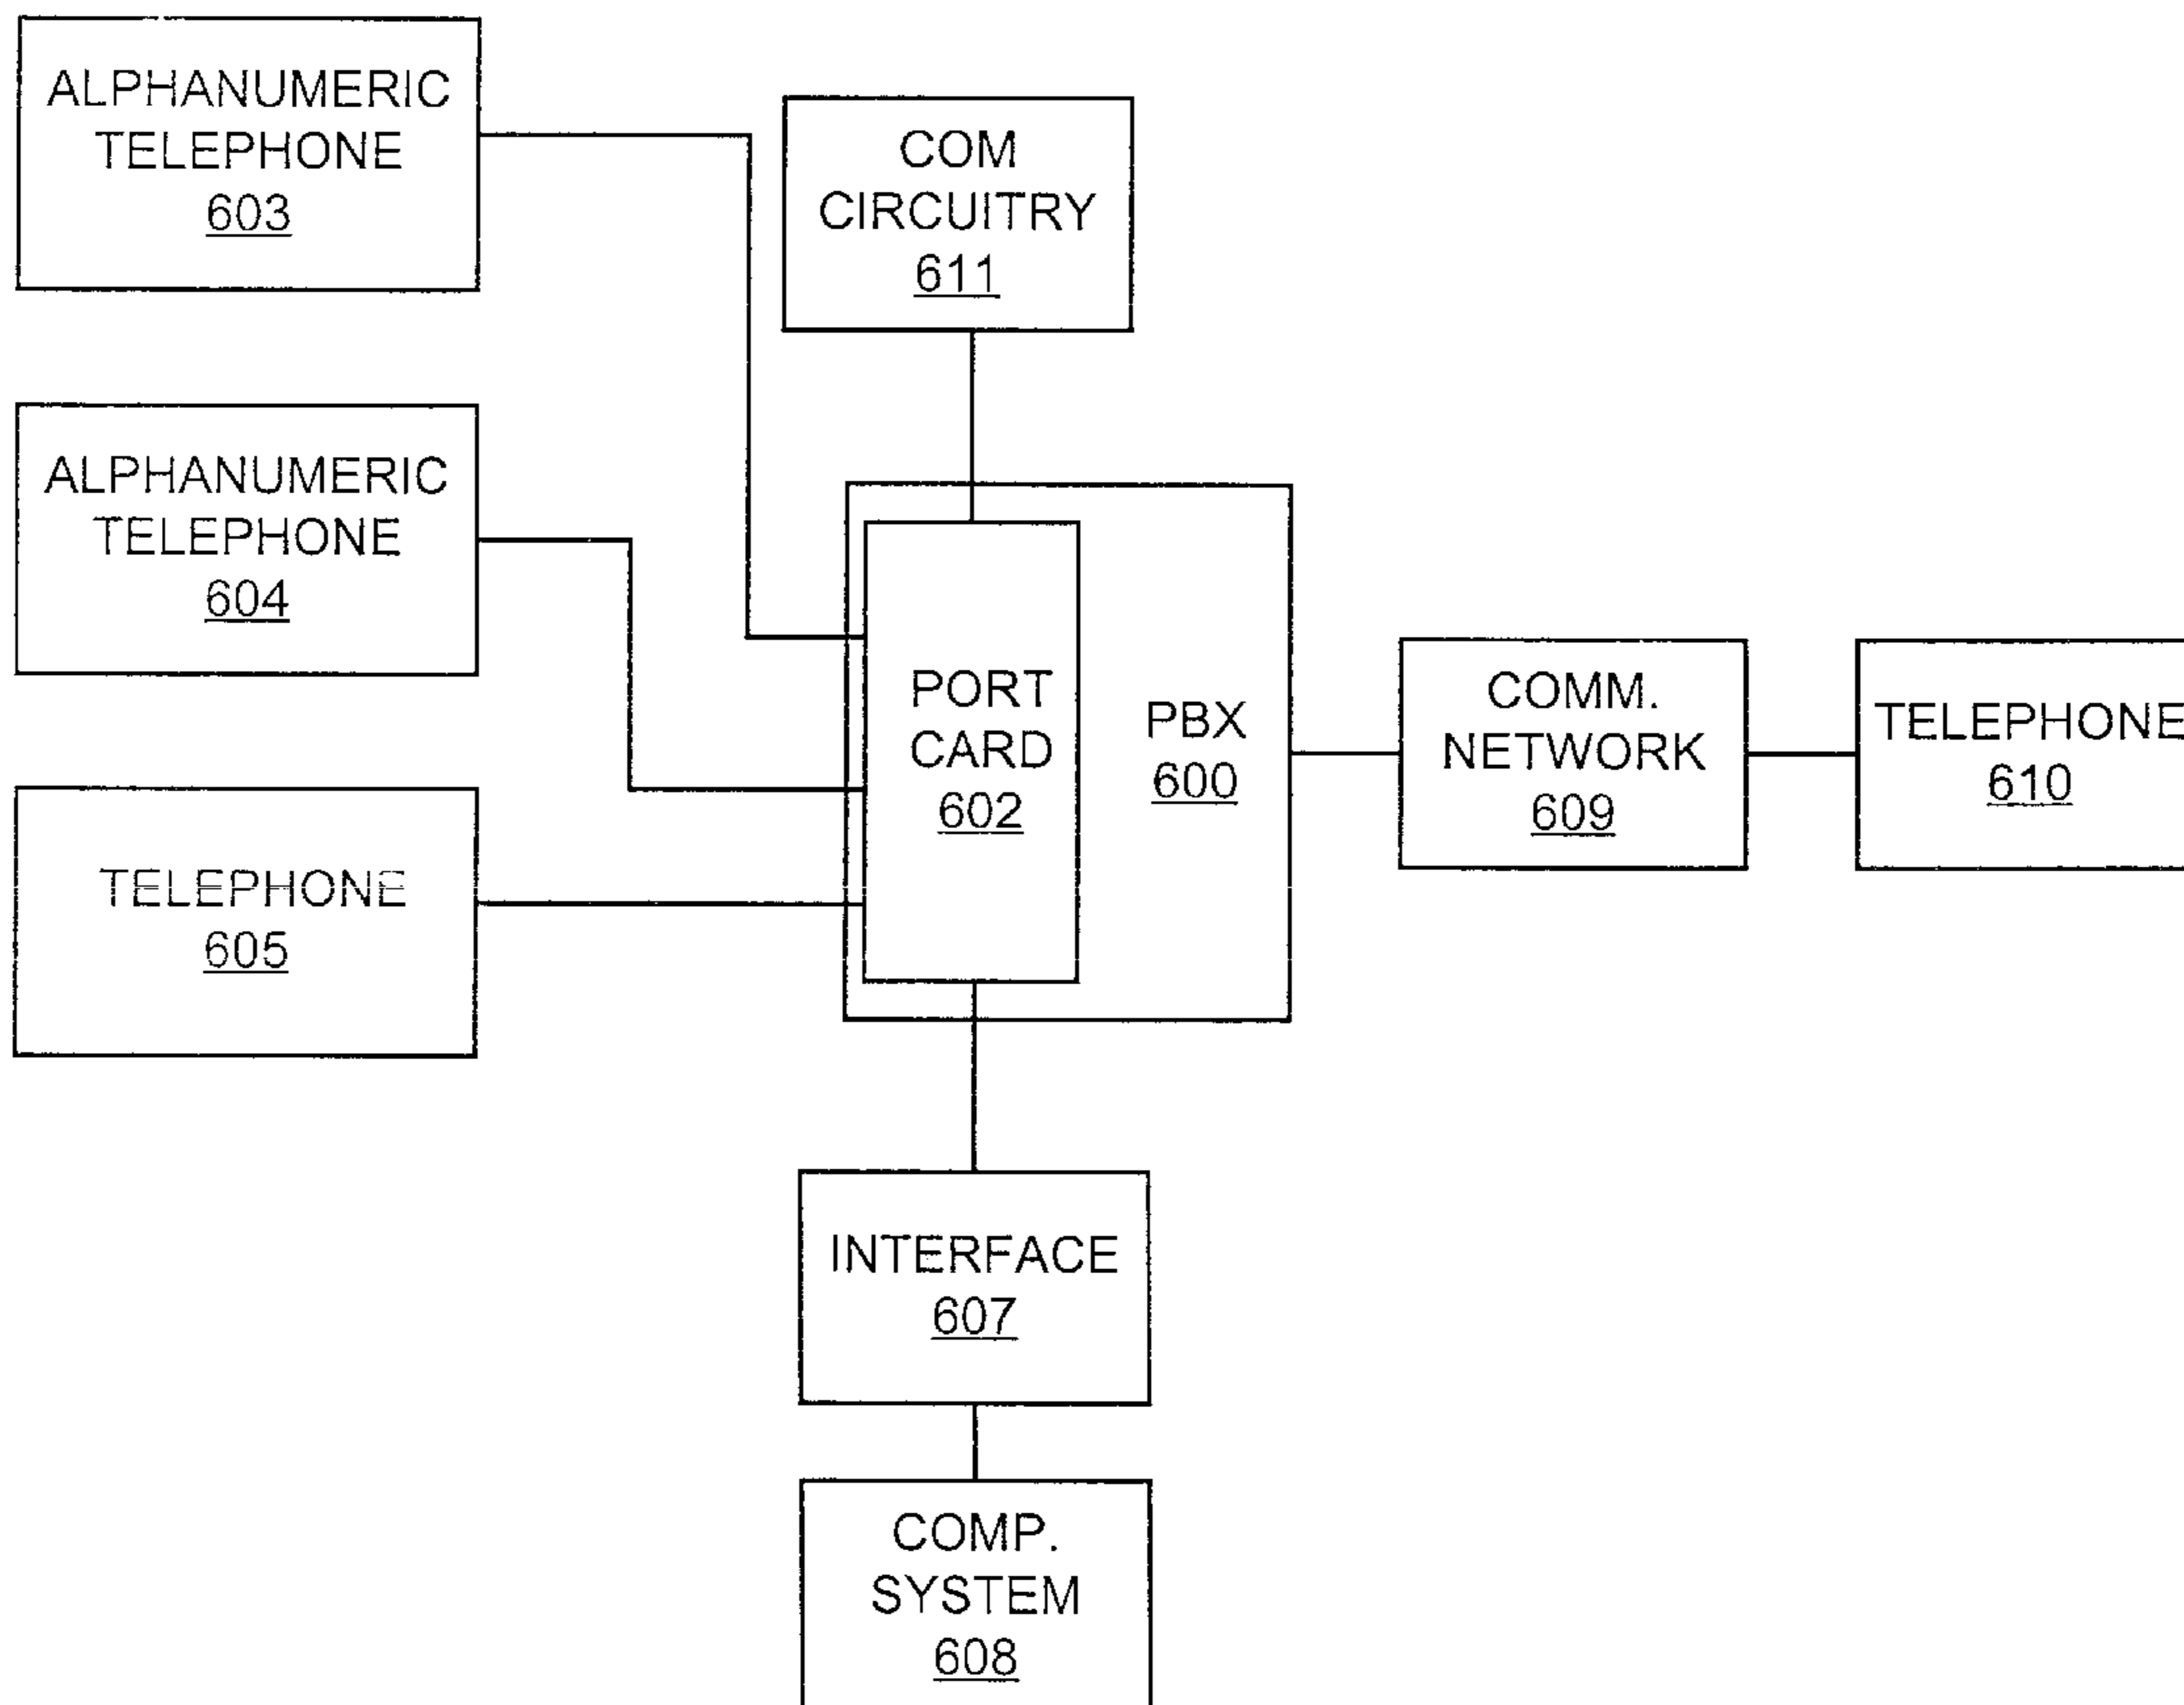 ALPHANUMERIC
TELEPHONE
603
COM
CIRCUITRY
611
ALPHANUMERIC
TELEPHONE
604
PORT
CARD
602
PBX
600
COMM.
NETWORK
609
TELEPHONE
610
TELEPHONE
605
INTERFACE
607
COMP.
SYSTEM
608